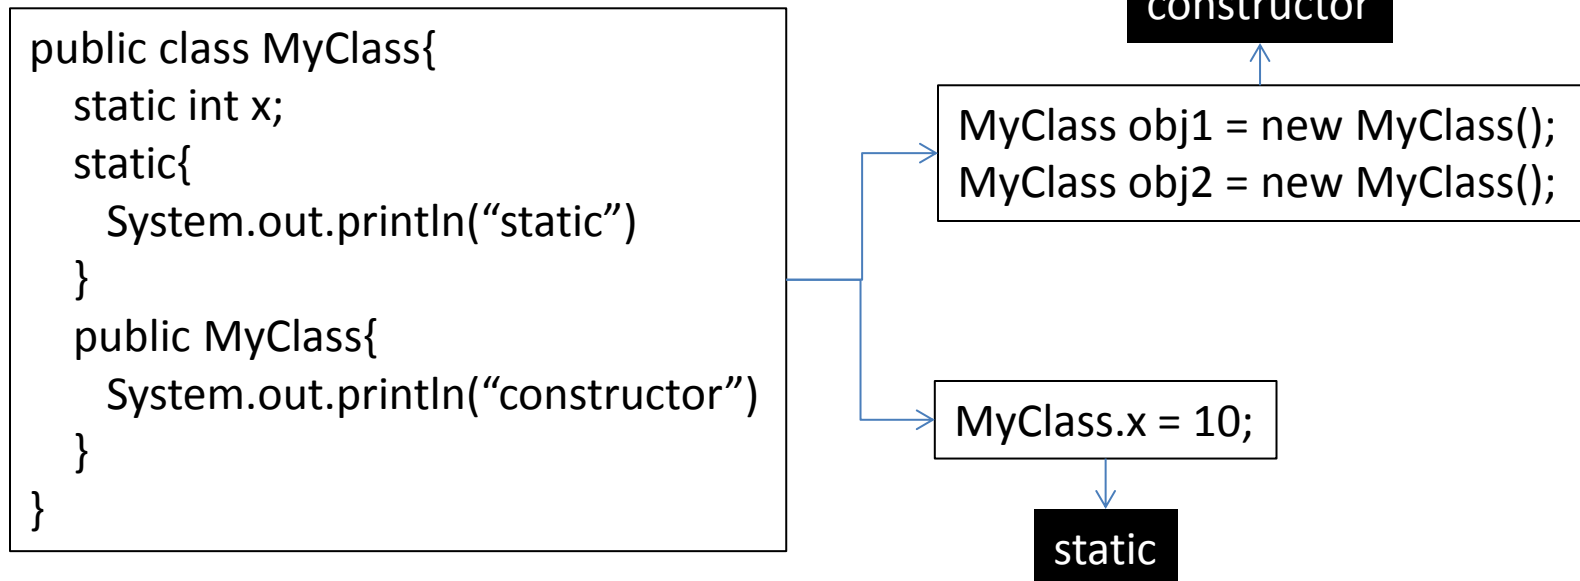 public class MyClass{
static int x;
static{
System.out.println(“static”)
}
public MyClass{
System.out.println(“constructor”)
}
}
constructor
MyClass obj1 = new MyClass();
MyClass obj2 = new MyClass();
MyClass.x = 10;
static